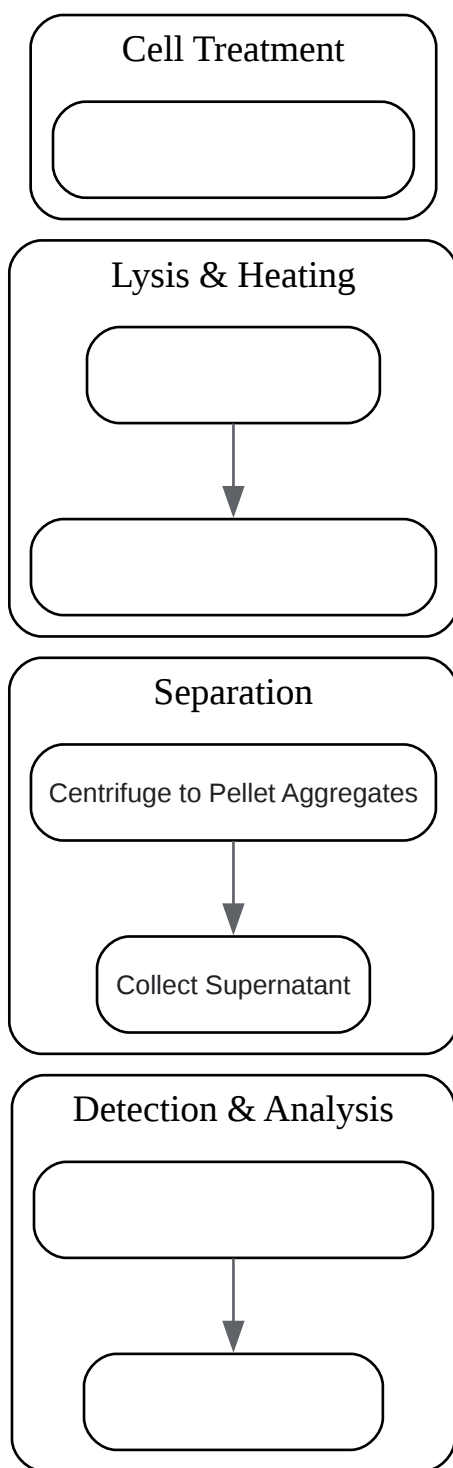 Cell Treatment
Lysis & Heating
Separation
Centrifuge to Pellet Aggregates
Collect Supernatant
Detection & Analysis